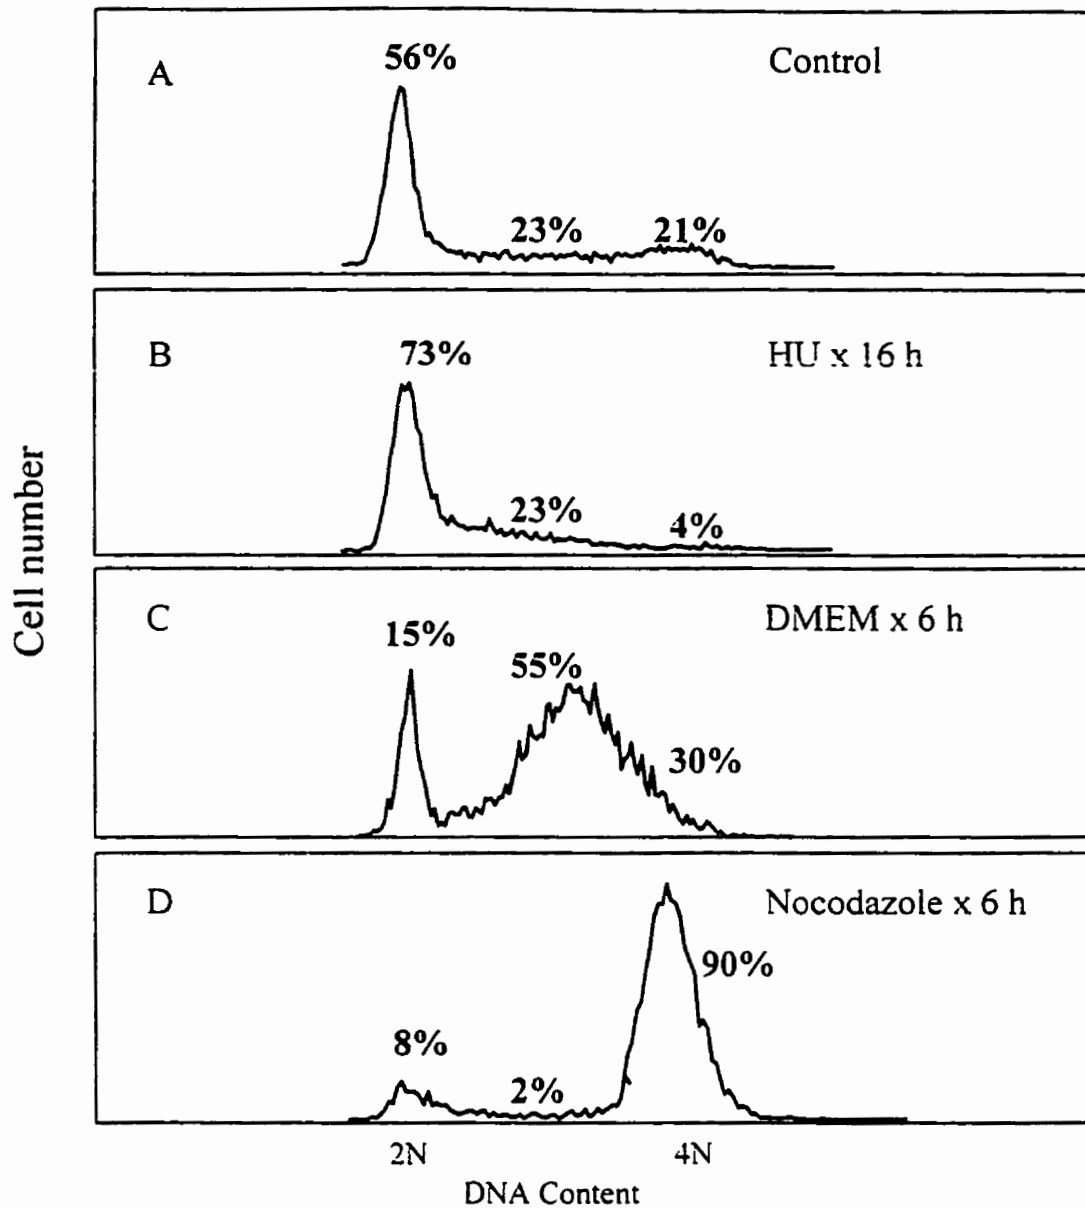 56%
A
Control
23%
21%
B
73%
HU x 16 h
23%
4%
C
15%
DMEM x 6 h
55%
30%
D
Nocodazole x 6 h
90%
8%
2%
Cell number
2N
4N
DNA Content